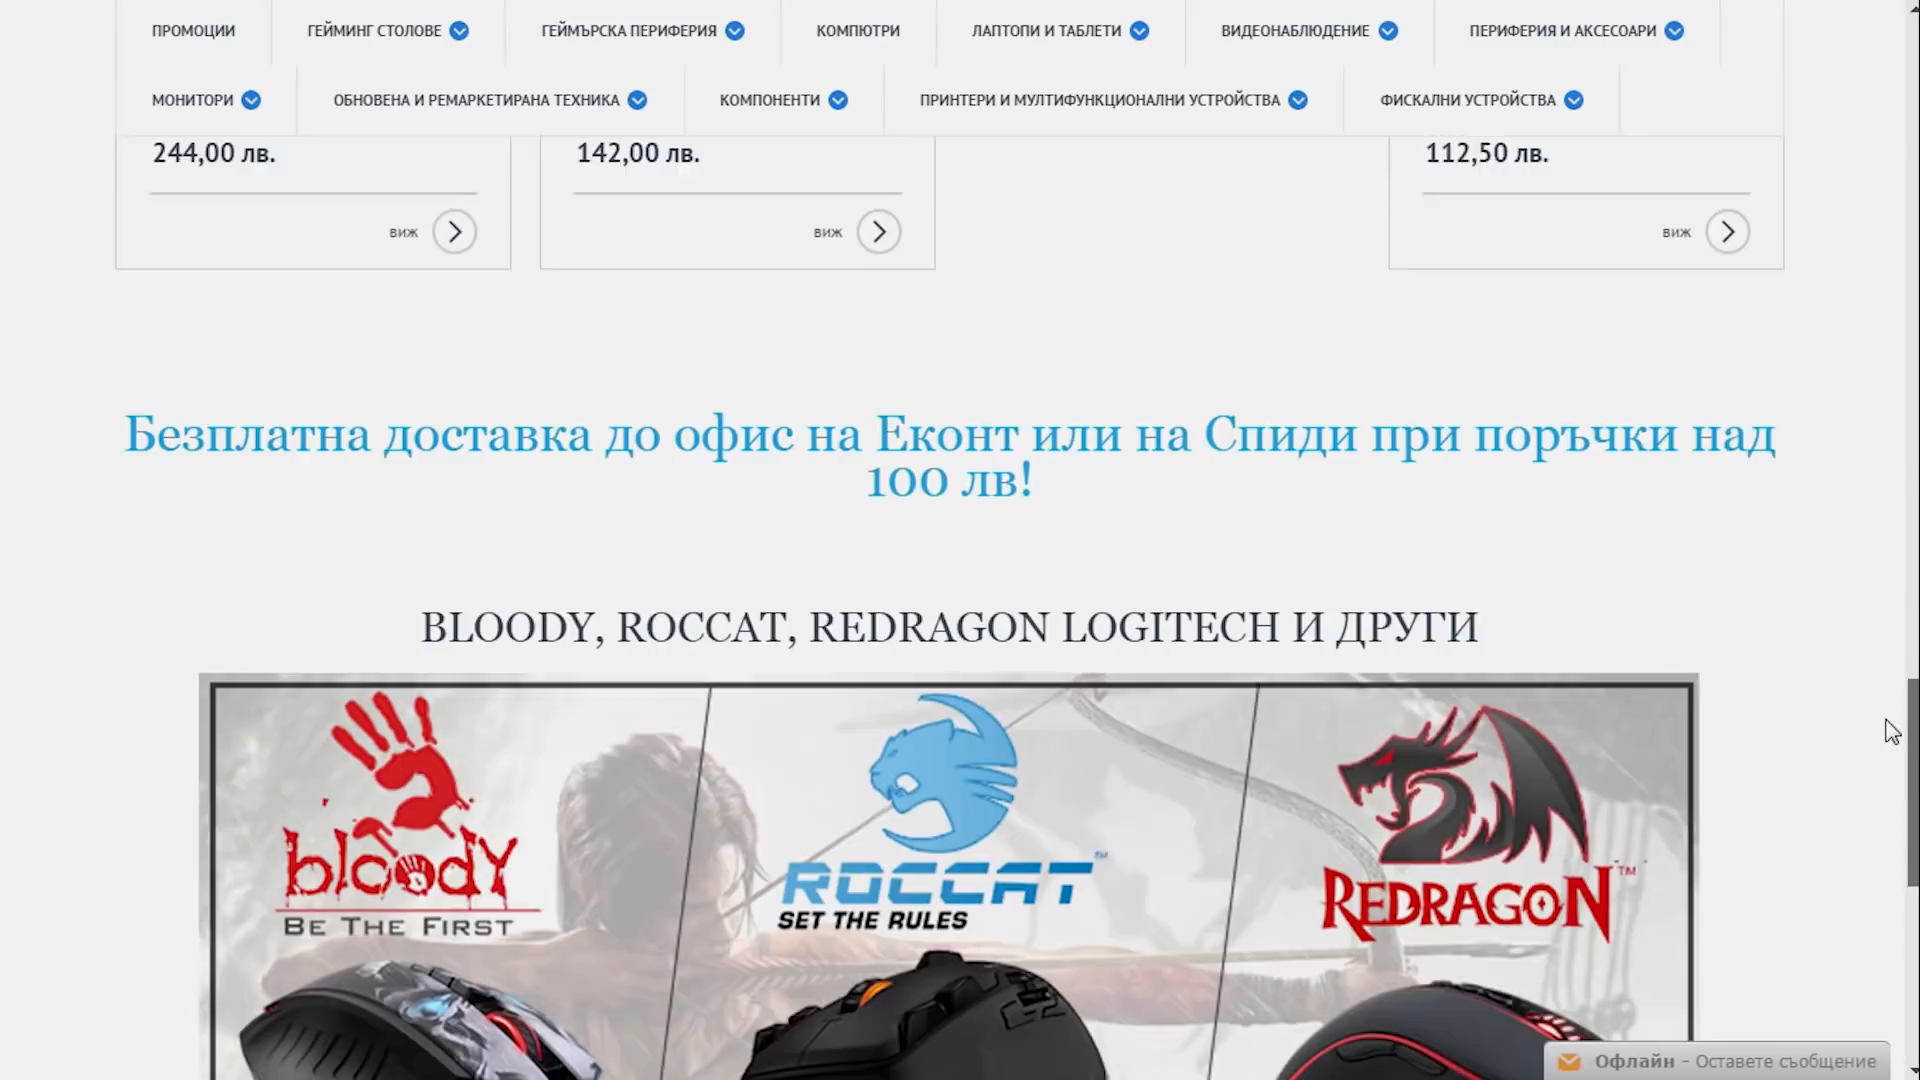 ПРОМОЦИИ ГЕЙМИНГ СТОЛОВЕ ГЕЙМЪРСКА ПЕРИФЕРИЯ КОМПЮТРИ ЛАПТОПИ И ТАБЛЕТИ ВИДЕОНАБЛЮДЕНИЕ ПЕРИФЕРИЯ И АКСЕСОАРИ
МОНИТОРИ ОБНОВЕНА И РЕМАРКЕТИРАНА ТЕХНИКА КОМПОНЕНТИ ПРИНТЕРИ И МУЛТИФУНКЦИОНАЛНИ УСТРОЙСТВА ФИСКАЛНИ УСТРОЙСТВА
244,00 лв. 142,00 лв. 112,50 лв.
виж виж виж
Безплатна доставка до офис на Еконт или на Спиди при поръчки над
100 лв!
BLOODY, ROCCAT, REDRAGON LOGITECH И ДРУГИ
bloody
BE THE FIRST
ROCCAT™
SET THE RULES
REDRAGON™
Офлайн - Оставете съобщение